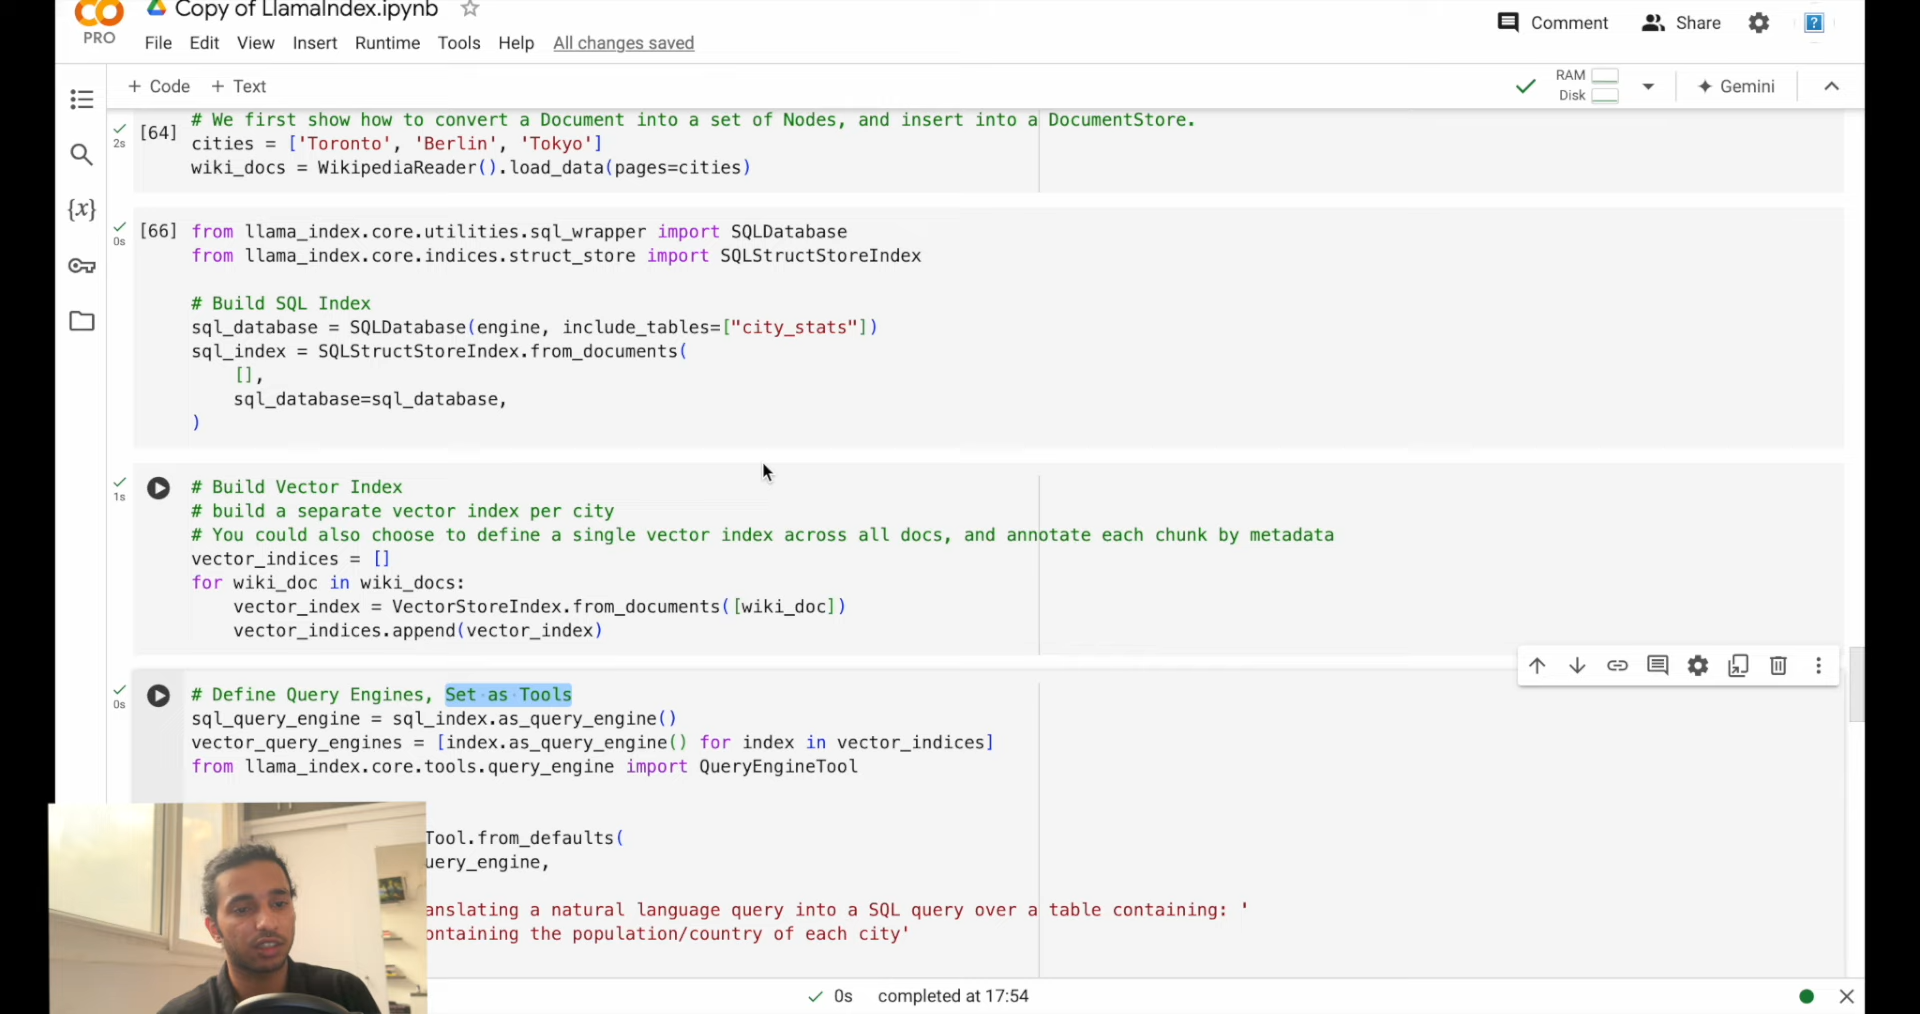 CO
PRO
Copy of LlamaIndex.ipynb
File Edit View Insert Runtime Tools Help All changes saved
Comment Share
+ Code + Text
RAM
Disk
Gemini
[64]
2s
# We first show how to convert a Document into a set of Nodes, and insert into a DocumentStore.
cities = ['Toronto', 'Berlin', 'Tokyo']
wiki_docs = WikipediaReader().load_data(pages=cities)
{x}
[66]
0s
from llama_index.core.utilities.sql_wrapper import SQLDatabase
from llama_index.core.indices.struct_store import SQLStructStoreIndex
# Build SQL Index
sql_database = SQLDatabase(engine, include_tables=["city_stats"])
sql_index = SQLStructStoreIndex.from_documents(
[],
sql_database=sql_database,
)
1s
# Build Vector Index
# build a separate vector index per city
# You could also choose to define a single vector index across all docs, and annotate each chunk by metadata
vector_indices = []
for wiki_doc in wiki_docs:
vector_index = VectorStoreIndex.from_documents([wiki_doc])
vector_indices.append(vector_index)
0s
# Define Query Engines, Set as Tools
sql_query_engine = sql_index.as_query_engine()
vector_query_engines = [index.as_query_engine() for index in vector_indices]
from llama_index.core.tools.query_engine import QueryEngineTool
Tool.from_defaults(
uery_engine,
anslating a natural language query into a SQL query over a table containing: '
ontaining the population/country of each city'
0s completed at 17:54